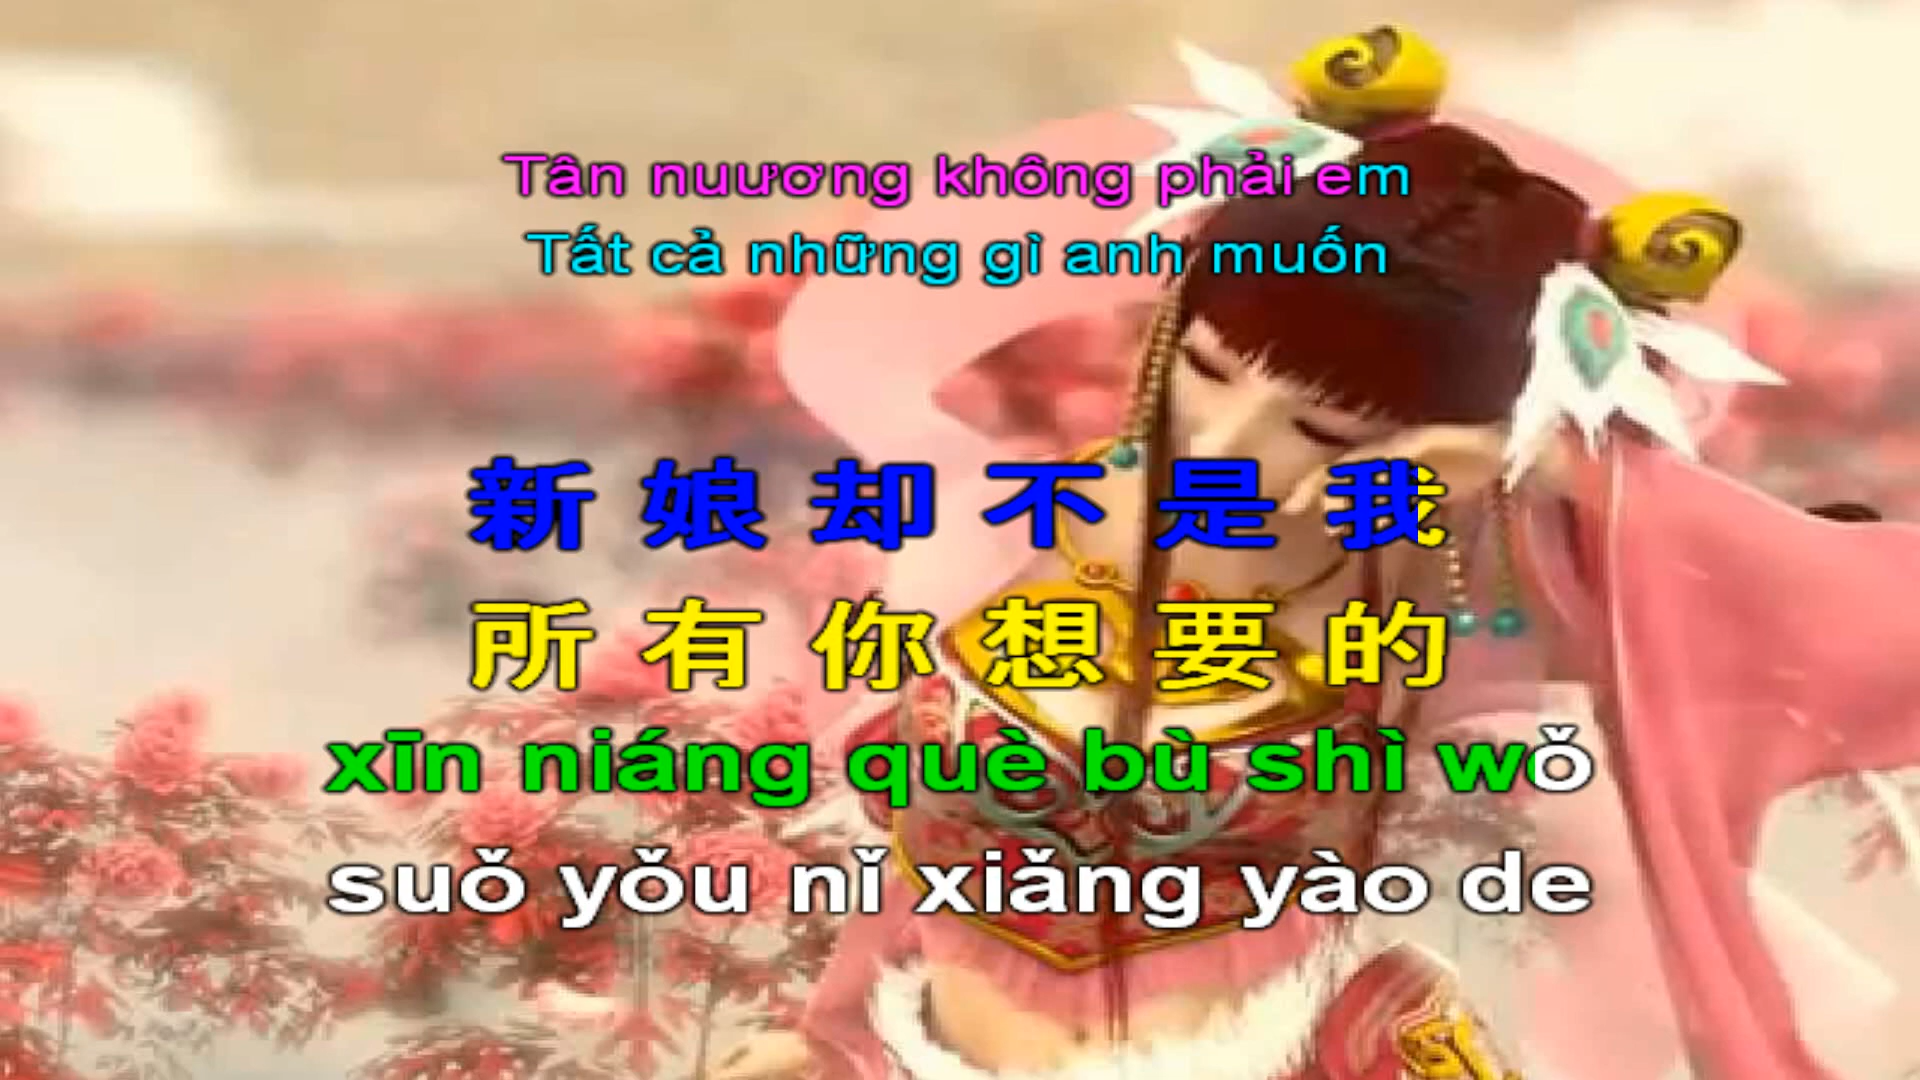 Tân nuương không phải em
Tất cả những gì anh muốn
新 娘 却 不 是 我
所 有 你 想 要 的
xīn niáng què bù shì wǒ
suǒ yǒu nǐ xiǎng yào de